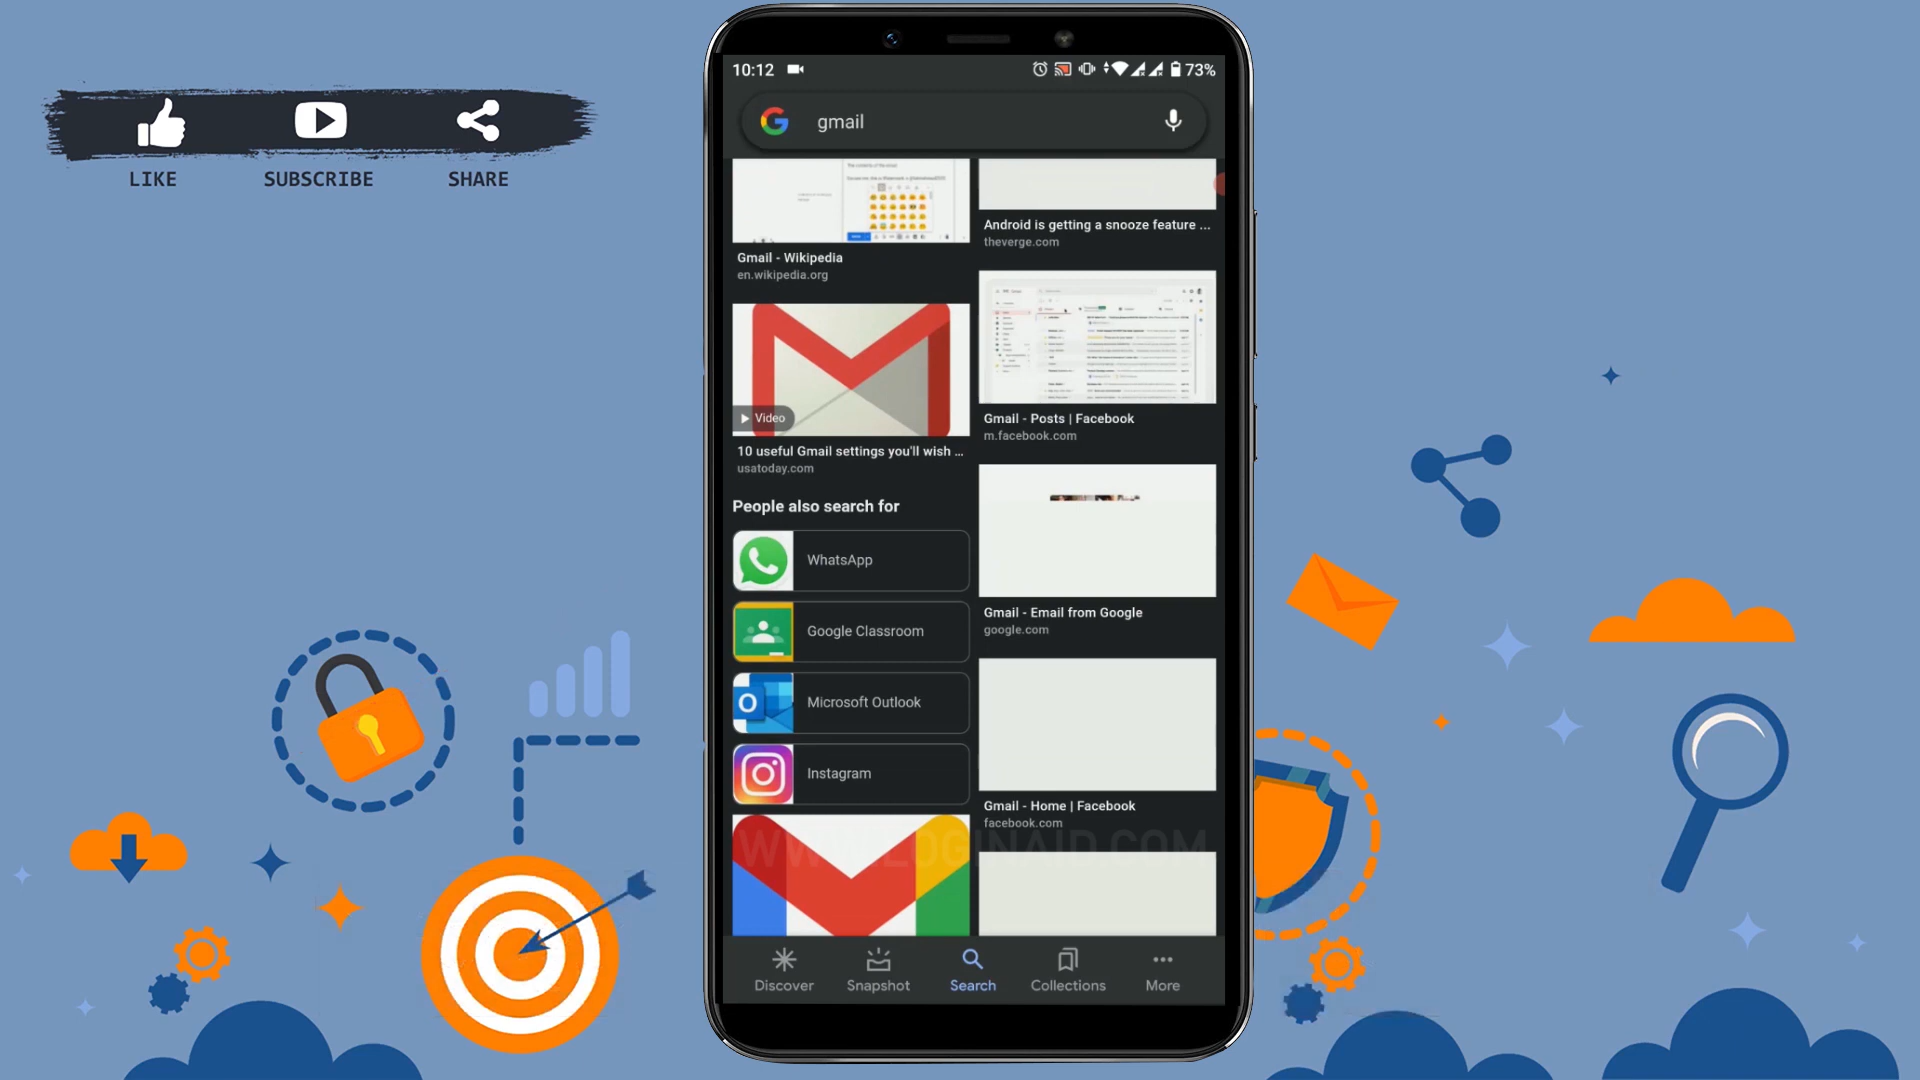 LIKE
SUBSCRIBE
SHARE
10:12
73%
gmail
Gmail - Wikipedia
en.wikipedia.org
Android is getting a snooze feature ...
theverge.com
Video
10 useful Gmail settings you'll wish ...
usatoday.com
Gmail - Posts | Facebook
m.facebook.com
People also search for
WhatsApp
Google Classroom
Microsoft Outlook
Instagram
Gmail - Email from Google
google.com
Gmail - Home | Facebook
facebook.com
WWW.LOGINAID.COM
Discover
Snapshot
Search
Collections
More